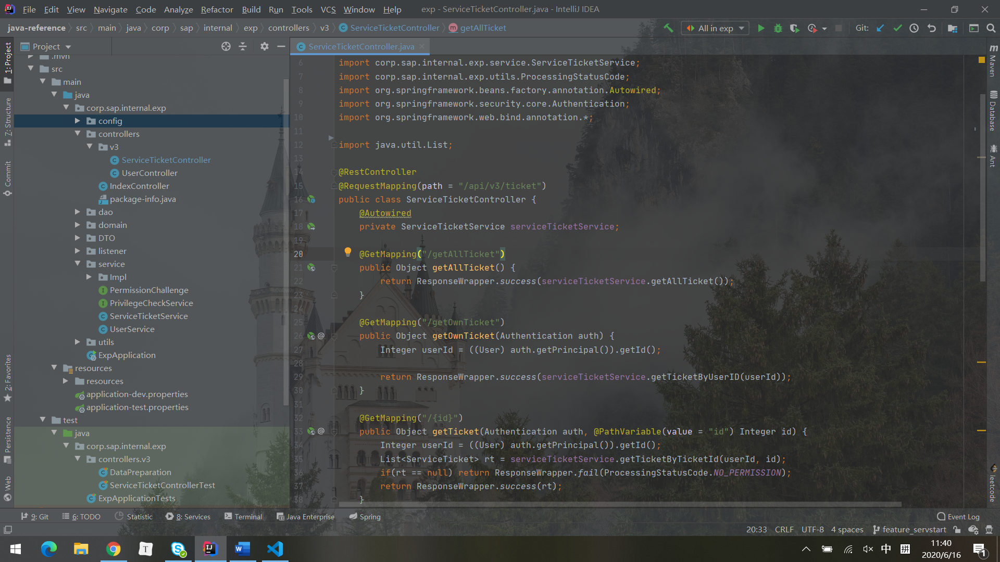 File Edit View Navigate Code Analyze Refactor Build Run Tools VCS Window Help exp - ServiceTicketController.java - IntelliJ IDEA
java-reference src main java corp sap internal exp controllers v3 ServiceTicketController getAllTicket All in exp Git:
Project
ServiceTicketController.java
1: Project
7: Structure
Commit
2: Favorites
Persistence
Web
.mvn
src
main
java
corp.sap.internal.exp
config
controllers
v3
ServiceTicketController
UserController
IndexController
package-info.java
dao
domain
DTO
listener
service
Impl
PermissionChallenge
PrivilegeCheckService
ServiceTicketService
UserService
utils
ExpApplication
resources
resources
application-dev.properties
application-test.properties
test
java
corp.sap.internal.exp
controllers.v3
DataPreparation
ServiceTicketControllerTest
ExpApplicationTests
6 import corp.sap.internal.exp.service.ServiceTicketService;
7 import corp.sap.internal.exp.utils.ProcessingStatusCode;
8 import org.springframework.beans.factory.annotation.Autowired;
9 import org.springframework.security.core.Authentication;
10 import org.springframework.web.bind.annotation.*;
11
12 import java.util.List;
13
14 @RestController
15 @RequestMapping(path = "/api/v3/ticket")
16 public class ServiceTicketController {
17 @Autowired
18 private ServiceTicketService serviceTicketService;
19
20 @GetMapping("/getAllTicket")
21 public Object getAllTicket() {
22 return ResponseWrapper.success(serviceTicketService.getAllTicket());
23 }
24
25 @GetMapping("/getOwnTicket")
26 @ public Object getOwnTicket(Authentication auth) {
27 Integer userId = ((User) auth.getPrincipal()).getId();
28
29 return ResponseWrapper.success(serviceTicketService.getTicketByUserID(userId));
30 }
31
32 @GetMapping("/{id}")
33 @ public Object getTicket(Authentication auth, @PathVariable(value = "id") Integer id) {
34 Integer userId = ((User) auth.getPrincipal()).getId();
35 List<ServiceTicket> rt = serviceTicketService.getTicketByTicketId(userId, id);
36 if(rt == null) return ResponseWrapper.fail(ProcessingStatusCode.NO_PERMISSION);
37 return ResponseWrapper.success(rt);
38 }
Maven
Database
Ant
leetcode
9: Git 6: TODO Statistic 8: Services Terminal Java Enterprise Spring Event Log
20:33 CRLF UTF-8 4 spaces feature_servstart
中 拼 11:40
2020/6/16
1